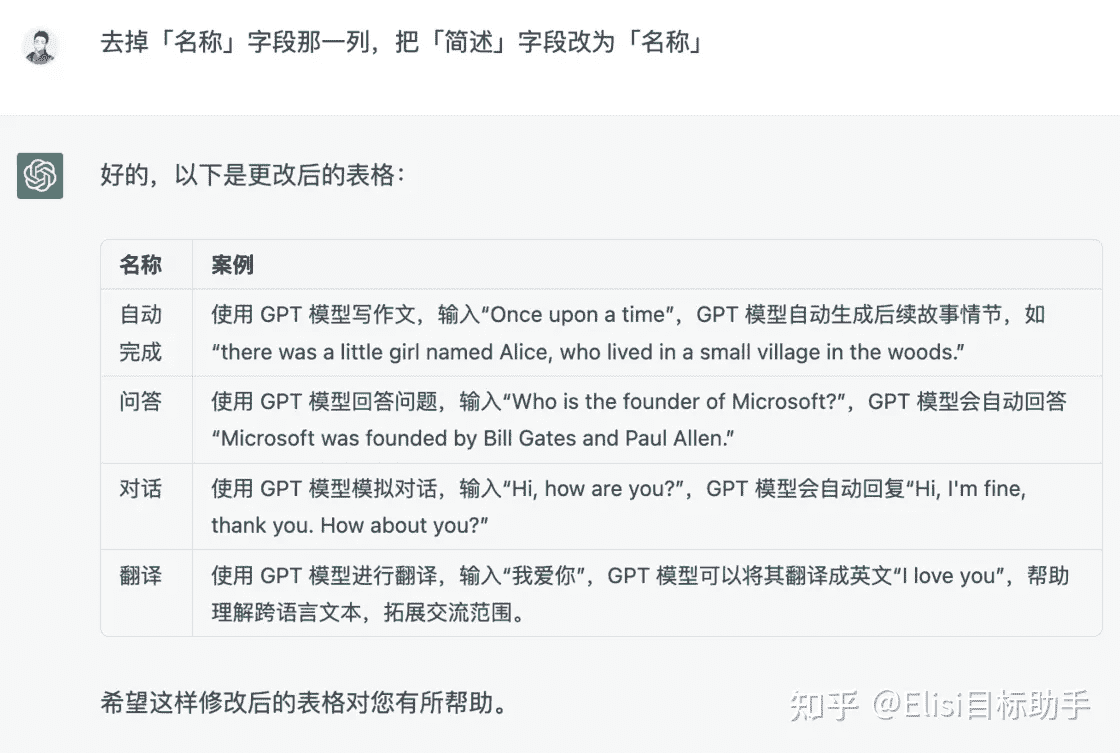 去掉「名称」字段那一列，把「简述」字段改为「名称」
好的，以下是更改后的表格：
名称 案例
自动 使用 GPT 模型写作文，输入“Once upon a time”，GPT 模型自动生成后续故事情节，如
完成 “there was a little girl named Alice, who lived in a small village in the woods.”
问答 使用 GPT 模型回答问题，输入“Who is the founder of Microsoft?”，GPT 模型会自动回答
“Microsoft was founded by Bill Gates and Paul Allen.”
对话 使用 GPT 模型模拟对话，输入“Hi, how are you?”，GPT 模型会自动回复“Hi, I'm fine,
thank you. How about you?”
翻译 使用 GPT 模型进行翻译，输入“我爱你”，GPT 模型可以将其翻译成英文“I love you”，帮助
理解跨语言文本，拓展交流范围。
希望这样修改后的表格对您有所帮助。
知乎 @Elisi目标助手